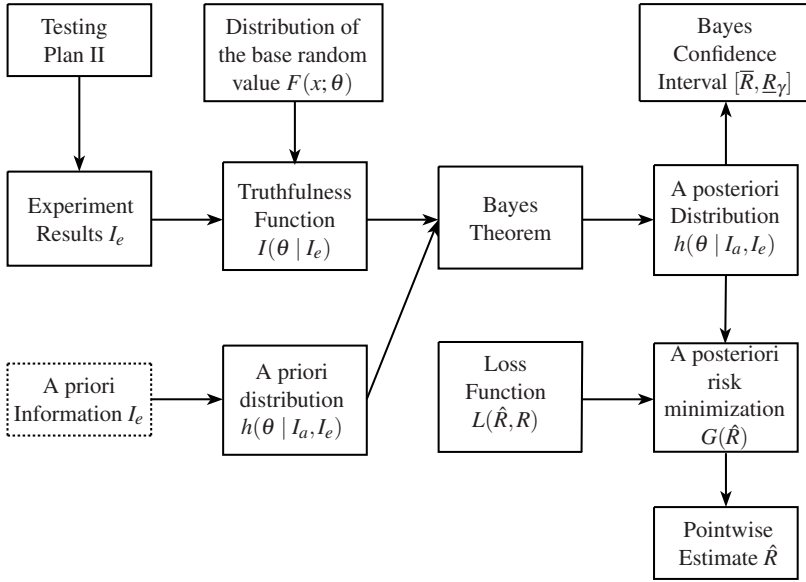 Testing
Plan II
Distribution of
the base random
value F(x; θ)
Bayes
Confidence
Interval [R̅, R̲γ]
Experiment
Results Iₑ
Truthfulness
Function
I(θ | Iₑ)
Bayes
Theorem
A posteriori
Distribution
h(θ | Iₐ, Iₑ)
A priori
Information Iₑ
A priori
distribution
h(θ | Iₐ, Iₑ)
Loss
Function
L(R̂, R)
A posteriori
risk
minimization
G(R̂)
Pointwise
Estimate R̂